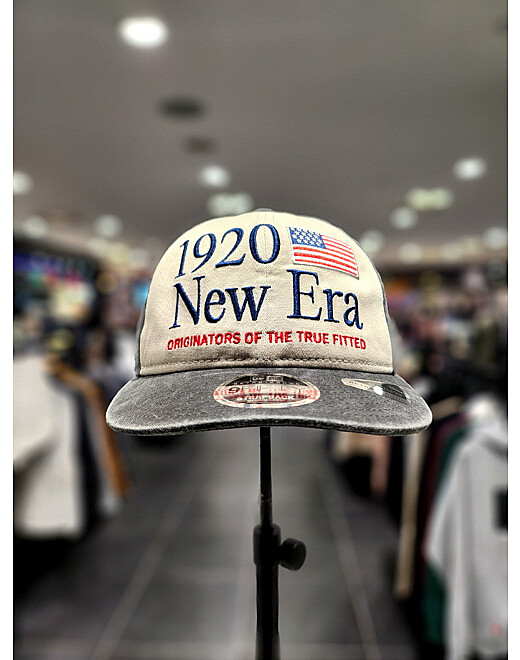 1920
New Era
ORIGINATORS OF THE TRUE FITTED